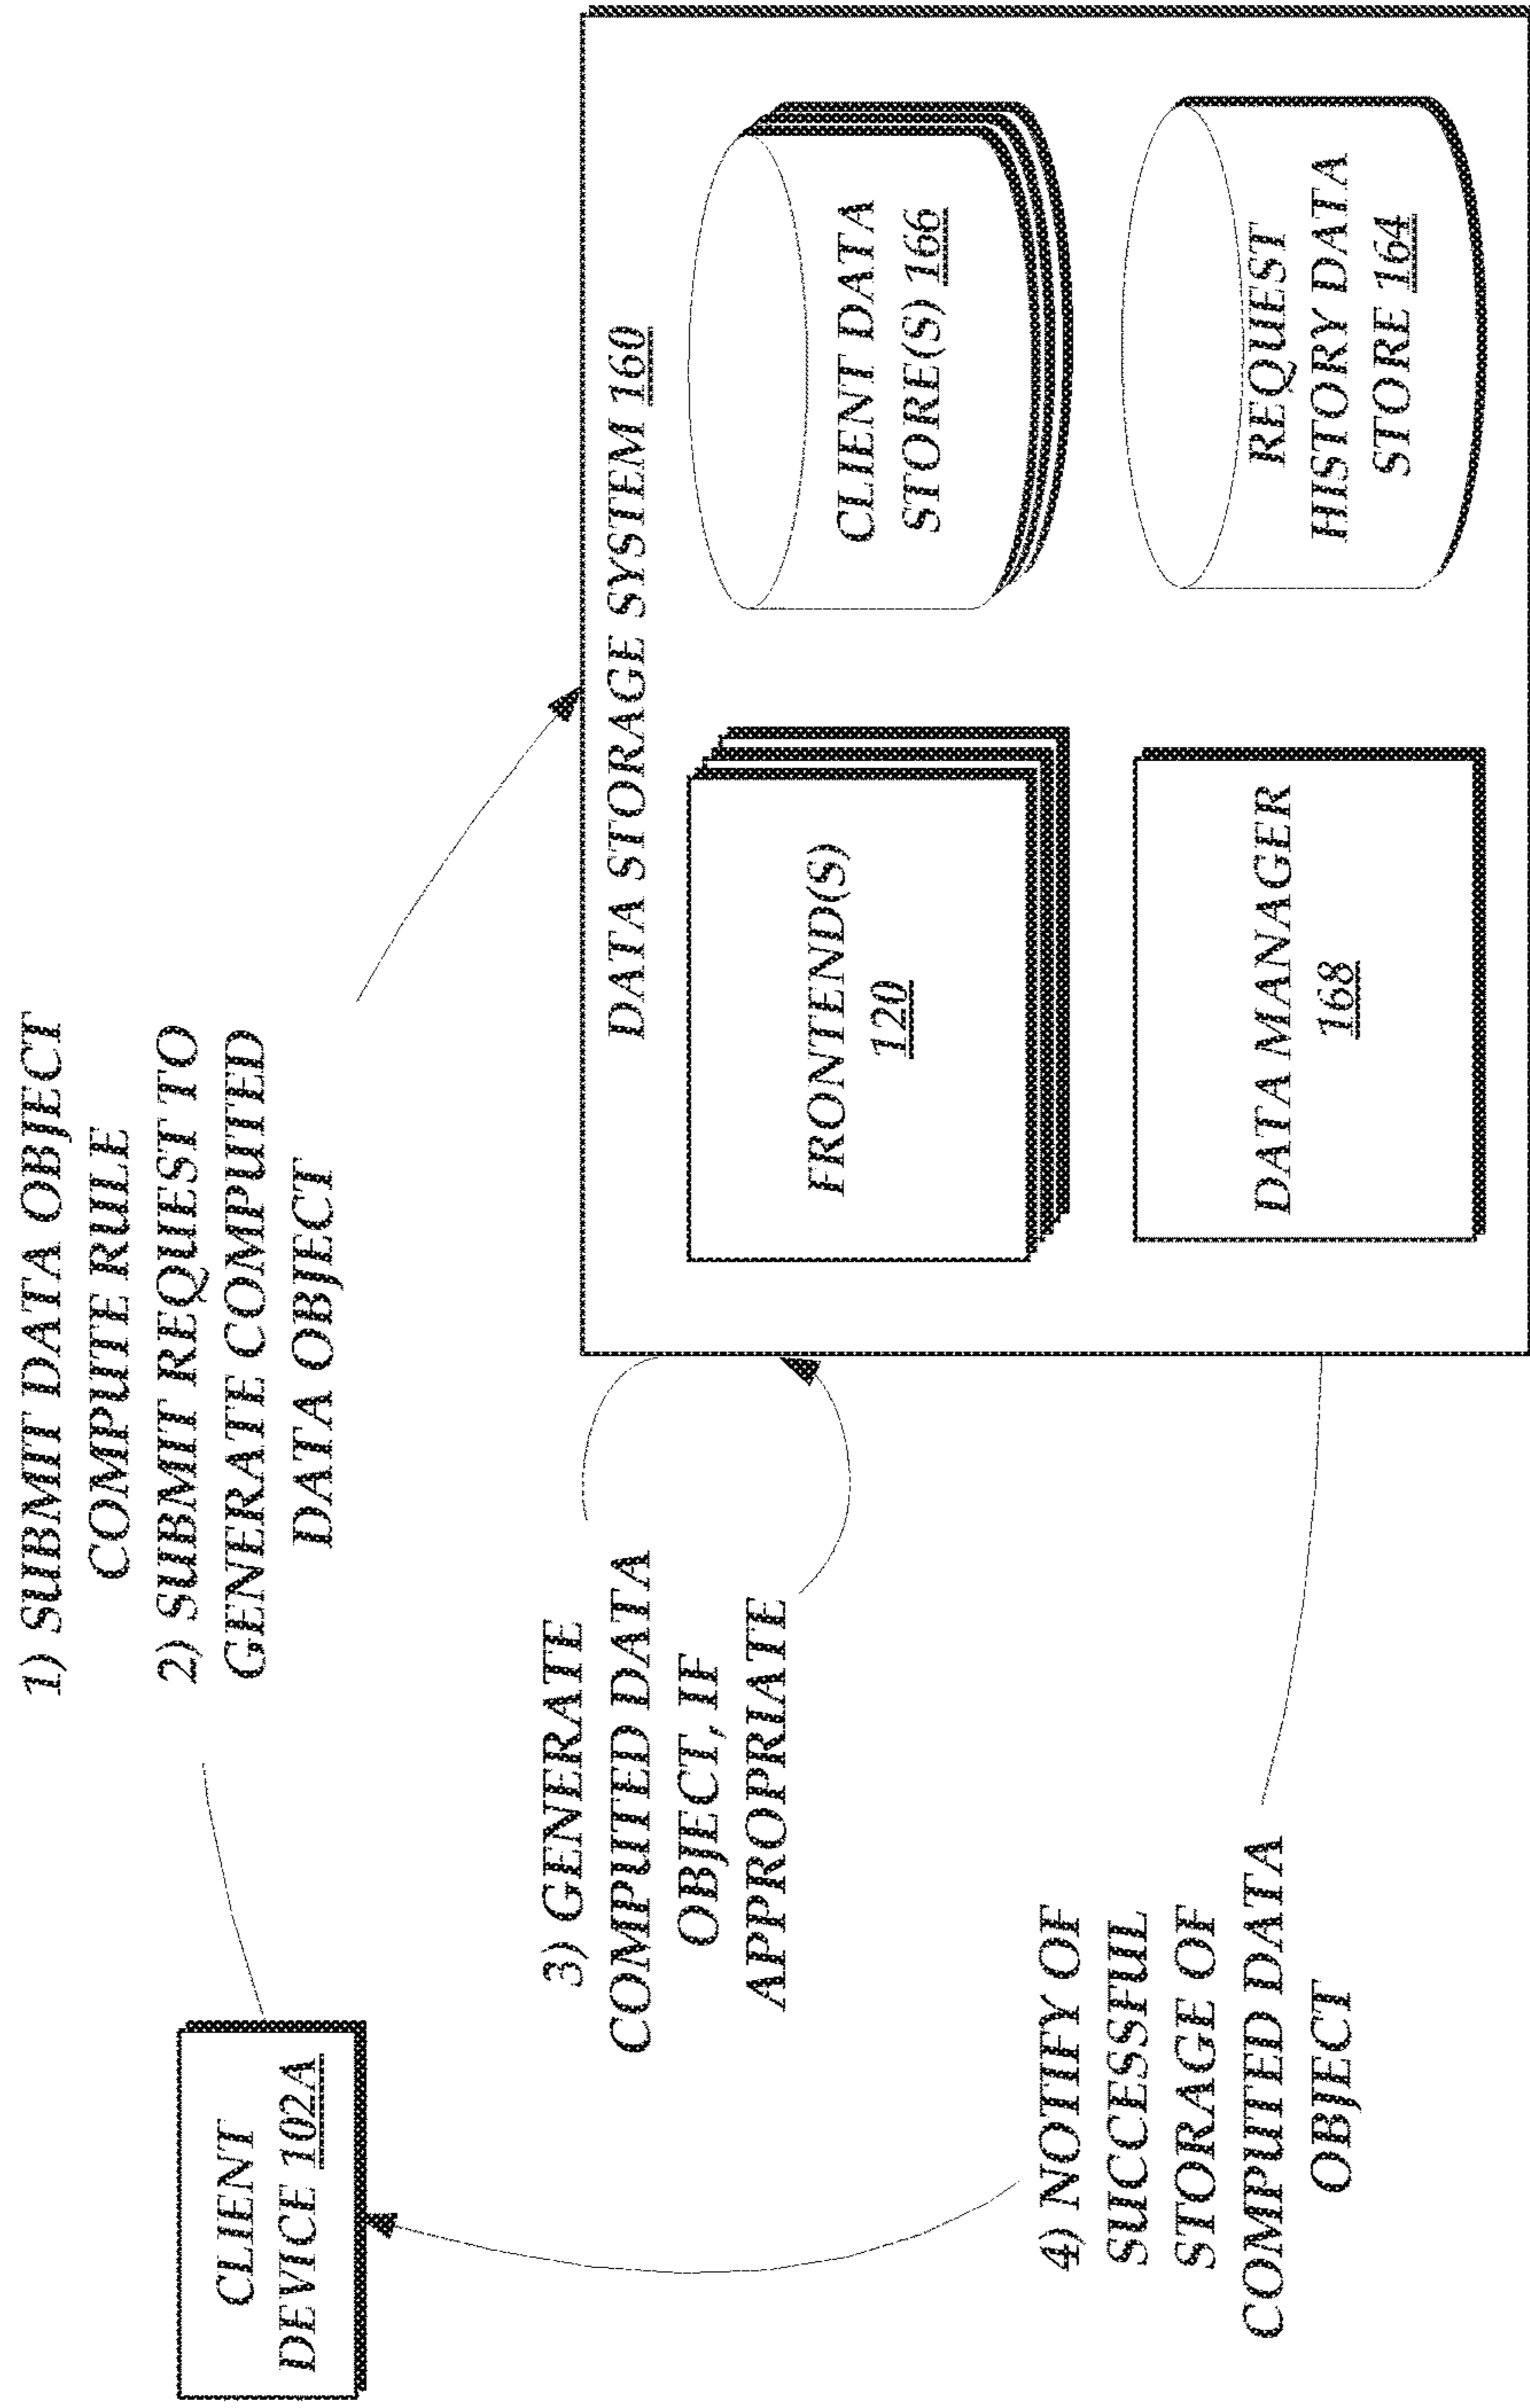 1) SUBMIT DATA OBJECT
COMPUTE RULE
2) SUBMIT REQUEST TO
GENERATE COMPUTED
DATA OBJECT
CLIENT
DEVICE 102A
3) GENERATE
COMPUTED DATA
OBJECT, IF
APPROPRIATE
4) NOTIFY OF
SUCCESSFUL
STORAGE OF
COMPUTED DATA
OBJECT
DATA STORAGE SYSTEM 160
FRONTEND(S)
120
CLIENT DATA
STORE(S) 166
DATA MANAGER
168
REQUEST
HISTORY DATA
STORE 164